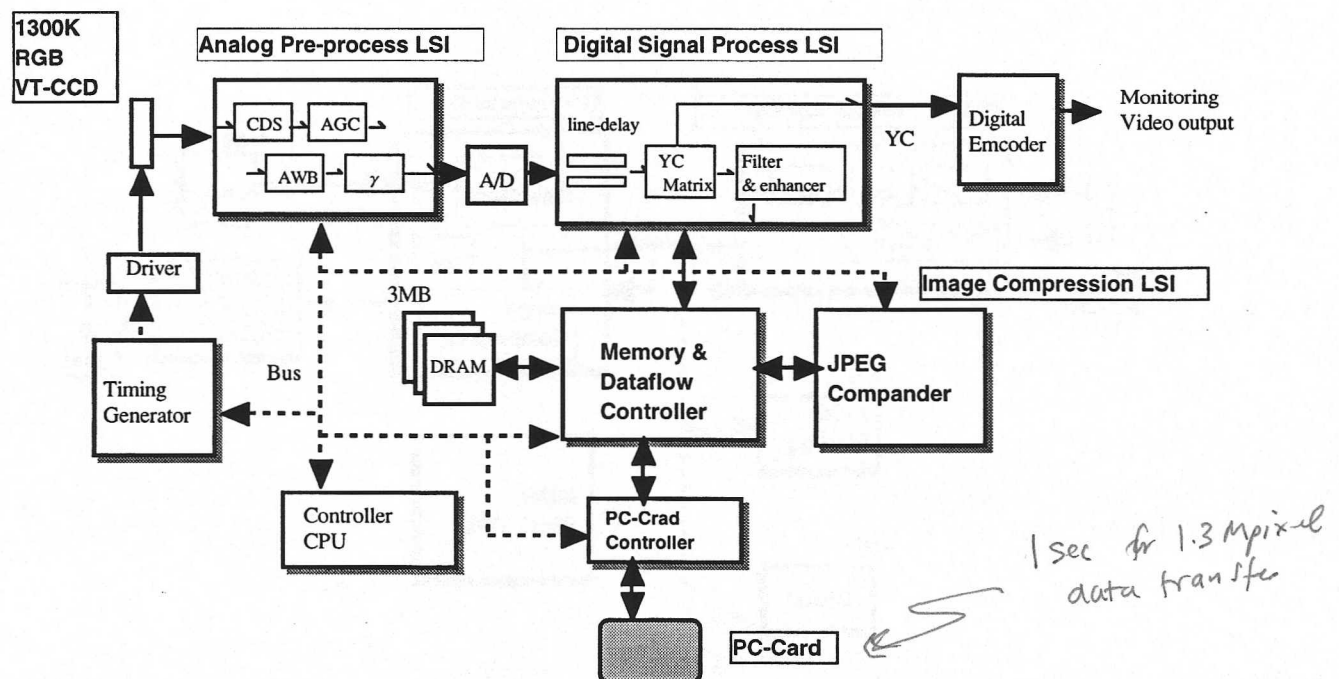 1300K
RGB
VT-CCD
Analog Pre-process LSI
Digital Signal Process LSI
CDS
AGC
AWB
γ
A/D
line-delay
YC
Matrix
Filter
& enhancer
YC
Digital
Emcoder
Monitoring
Video output
Driver
Timing
Generator
Bus
3MB
DRAM
Memory &
Dataflow
Controller
Image Compression LSI
JPEG
Compander
Controller
CPU
PC-Crad
Controller
PC-Card
1 sec for 1.3 Mpixel
data transfer